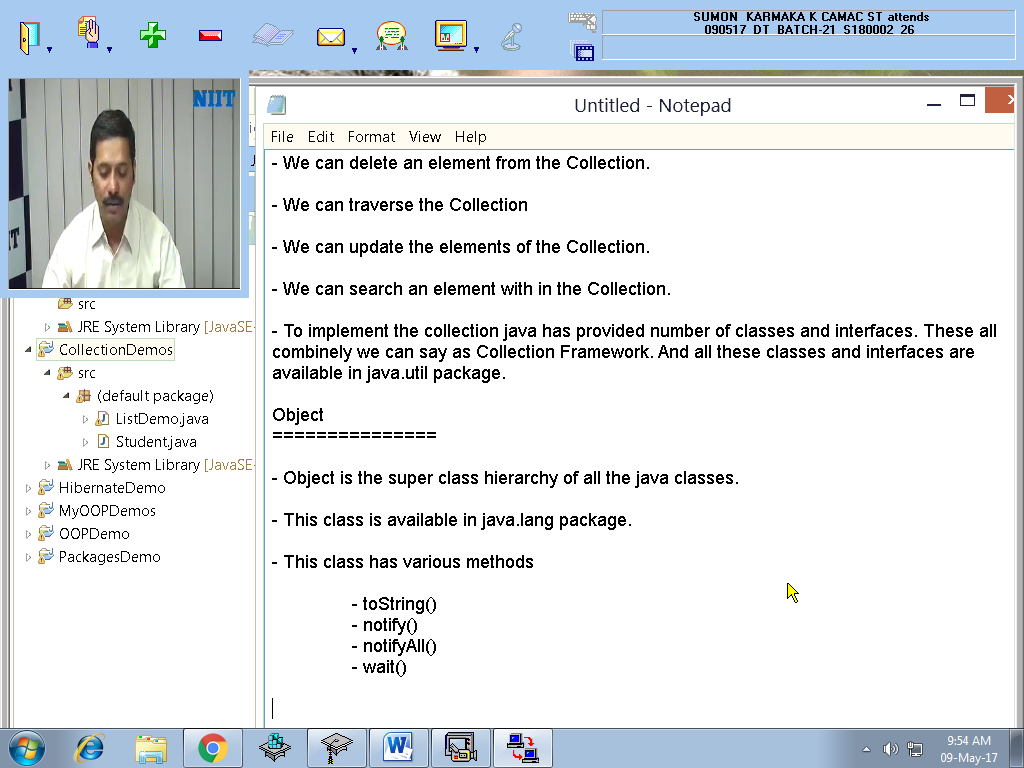 SUMON KARMAKA K CAMAC ST attends
090517_DT_BATCH-21_S180002_26
NIIT
Untitled - Notepad
File Edit Format View Help
- We can delete an element from the Collection.
- We can traverse the Collection
- We can update the elements of the Collection.
- We can search an element with in the Collection.
- To implement the collection java has provided number of classes and interfaces. These all
combinely we can say as Collection Framework. And all these classes and interfaces are
available in java.util package.
Object
===============
- Object is the super class hierarchy of all the java classes.
- This class is available in java.lang package.
- This class has various methods
- toString()
- notify()
- notifyAll()
- wait()
src
JRE System Library [JavaSE-
CollectionDemos
src
(default package)
ListDemo.java
Student.java
JRE System Library [JavaSE-
HibernateDemo
MyOOPDemos
OOPDemo
PackagesDemo
9:54 AM
09-May-17